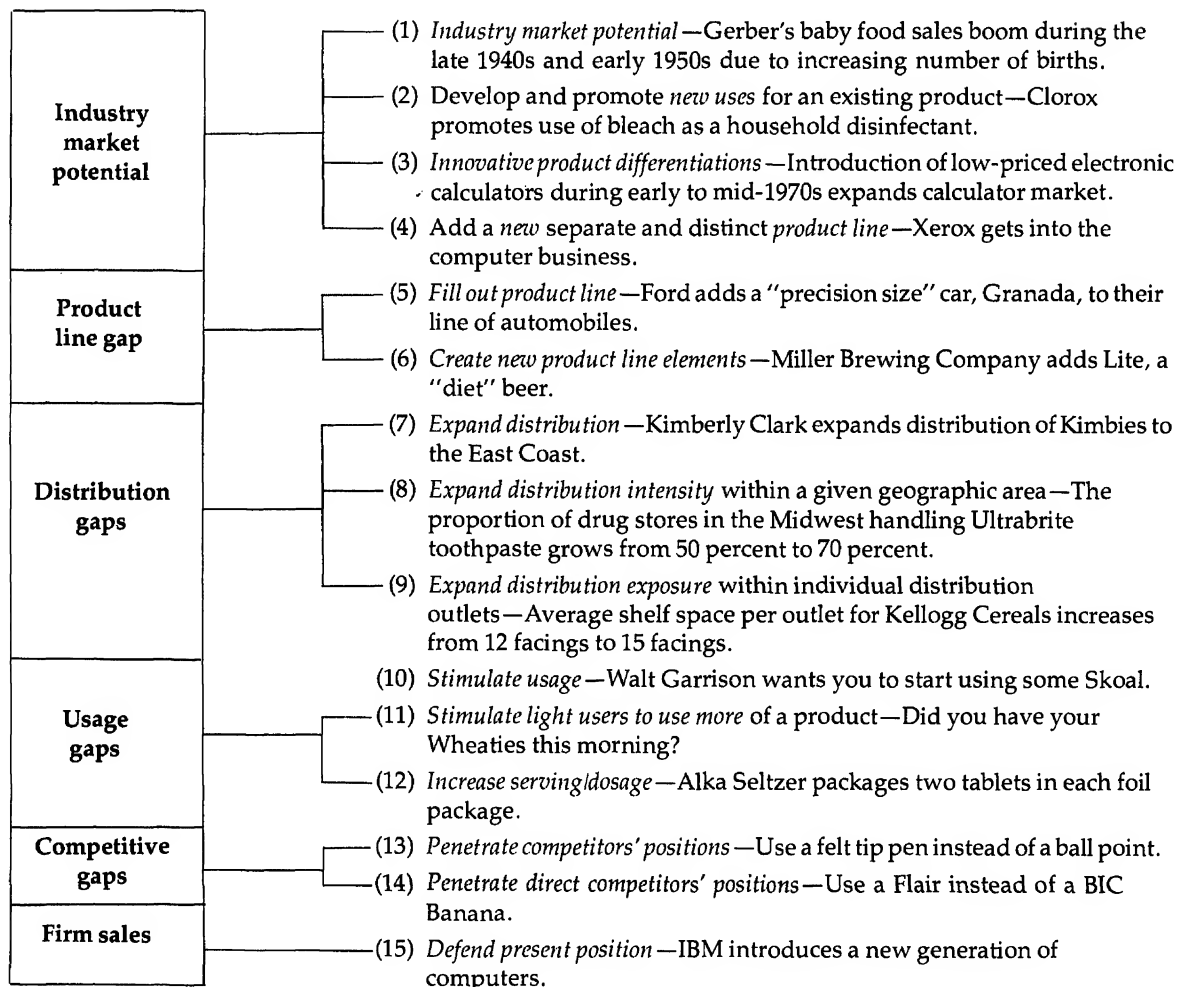 Industry
market
potential
(1) Industry market potential—Gerber's baby food sales boom during the
late 1940s and early 1950s due to increasing number of births.
(2) Develop and promote new uses for an existing product—Clorox
promotes use of bleach as a household disinfectant.
(3) Innovative product differentiations—Introduction of low-priced electronic
calculators during early to mid-1970s expands calculator market.
(4) Add a new separate and distinct product line—Xerox gets into the
computer business.
Product
line gap
(5) Fill out product line—Ford adds a "precision size" car, Granada, to their
line of automobiles.
(6) Create new product line elements—Miller Brewing Company adds Lite, a
"diet" beer.
Distribution
gaps
(7) Expand distribution—Kimberly Clark expands distribution of Kimbies to
the East Coast.
(8) Expand distribution intensity within a given geographic area—The
proportion of drug stores in the Midwest handling Ultrabrite
toothpaste grows from 50 percent to 70 percent.
(9) Expand distribution exposure within individual distribution
outlets—Average shelf space per outlet for Kellogg Cereals increases
from 12 facings to 15 facings.
Usage
gaps
(10) Stimulate usage—Walt Garrison wants you to start using some Skoal.
(11) Stimulate light users to use more of a product—Did you have your
Wheaties this morning?
(12) Increase serving/dosage—Alka Seltzer packages two tablets in each foil
package.
Competitive
gaps
(13) Penetrate competitors' positions—Use a felt tip pen instead of a ball point.
(14) Penetrate direct competitors' positions—Use a Flair instead of a BIC
Banana.
Firm sales
(15) Defend present position—IBM introduces a new generation of
computers.